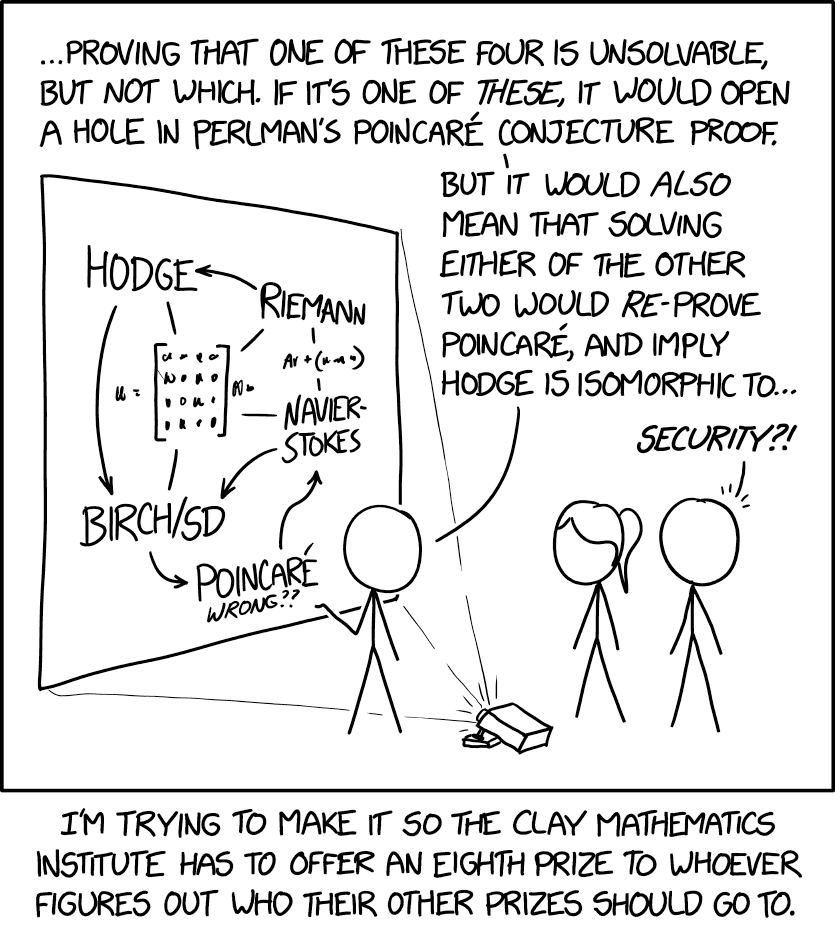 ...PROVING THAT ONE OF THESE FOUR IS UNSOLVABLE,
BUT NOT WHICH. IF IT'S ONE OF THESE, IT WOULD OPEN
A HOLE IN PERLMAN'S POINCARÉ CONJECTURE PROOF.
BUT IT WOULD ALSO
MEAN THAT SOLVING
EITHER OF THE OTHER
TWO WOULD RE-PROVE
POINCARÉ, AND IMPLY
HODGE IS ISOMORPHIC TO...
SECURITY?!
HODGE
RIEMANN
NAVIER-
STOKES
BIRCH/SD
POINCARÉ
WRONG??
I'M TRYING TO MAKE IT SO THE CLAY MATHEMATICS
INSTITUTE HAS TO OFFER AN EIGHTH PRIZE TO WHOEVER
FIGURES OUT WHO THEIR OTHER PRIZES SHOULD GO TO.